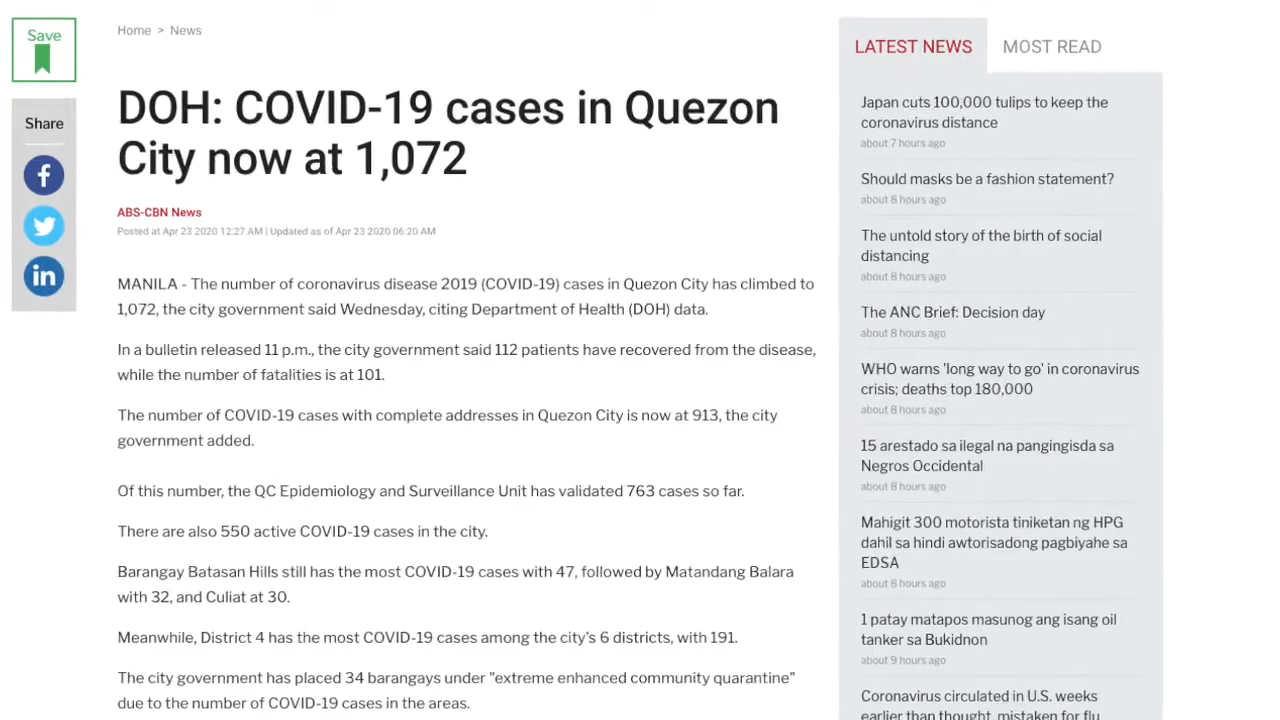 Save
Share
Home > News
DOH: COVID-19 cases in Quezon
City now at 1,072
ABS-CBN News
Posted at Apr 23 2020 12:27 AM | Updated as of Apr 23 2020 06:20 AM
MANILA - The number of coronavirus disease 2019 (COVID-19) cases in Quezon City has climbed to
1,072, the city government said Wednesday, citing Department of Health (DOH) data.
In a bulletin released 11 p.m., the city government said 112 patients have recovered from the disease,
while the number of fatalities is at 101.
The number of COVID-19 cases with complete addresses in Quezon City is now at 913, the city
government added.
Of this number, the QC Epidemiology and Surveillance Unit has validated 763 cases so far.
There are also 550 active COVID-19 cases in the city.
Barangay Batasan Hills still has the most COVID-19 cases with 47, followed by Matandang Balara
with 32, and Culiat at 30.
Meanwhile, District 4 has the most COVID-19 cases among the city's 6 districts, with 191.
The city government has placed 34 barangays under "extreme enhanced community quarantine"
due to the number of COVID-19 cases in the areas.
LATEST NEWS
MOST READ
Japan cuts 100,000 tulips to keep the
coronavirus distance
about 7 hours ago
Should masks be a fashion statement?
about 8 hours ago
The untold story of the birth of social
distancing
about 8 hours ago
The ANC Brief: Decision day
about 8 hours ago
WHO warns 'long way to go' in coronavirus
crisis; deaths top 180,000
about 8 hours ago
15 arestado sa ilegal na pangingisda sa
Negros Occidental
about 8 hours ago
Mahigit 300 motorista tiniketan ng HPG
dahil sa hindi awtorisadong pagbiyahe sa
EDSA
about 8 hours ago
1 patay matapos masunog ang isang oil
tanker sa Bukidnon
about 9 hours ago
Coronavirus circulated in U.S. weeks
earlier than thought, mistaken for flu